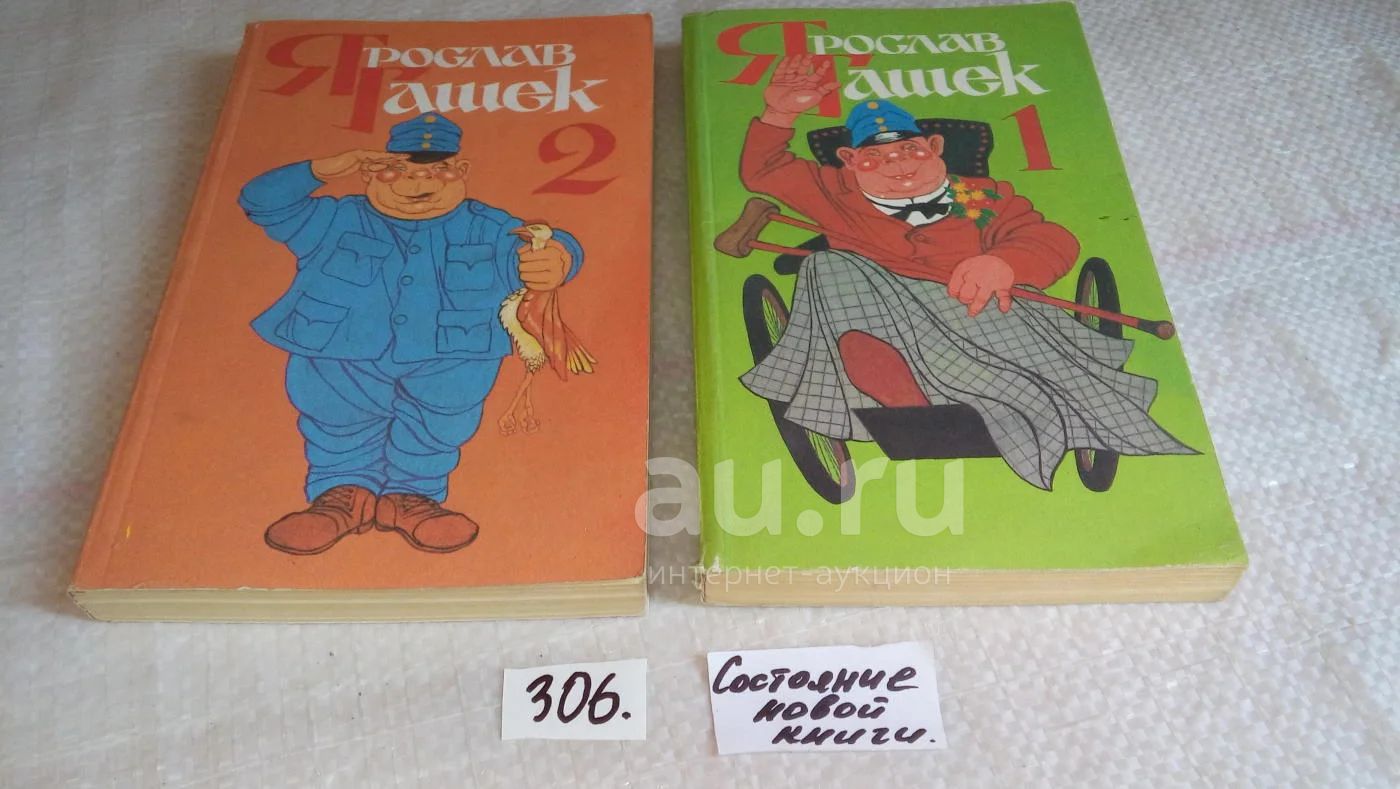 Ярослав
Гашек
2
Ярослав
Гашек
1
au.ru
интернет-аукцион
306.
Состояние
новой
книги.